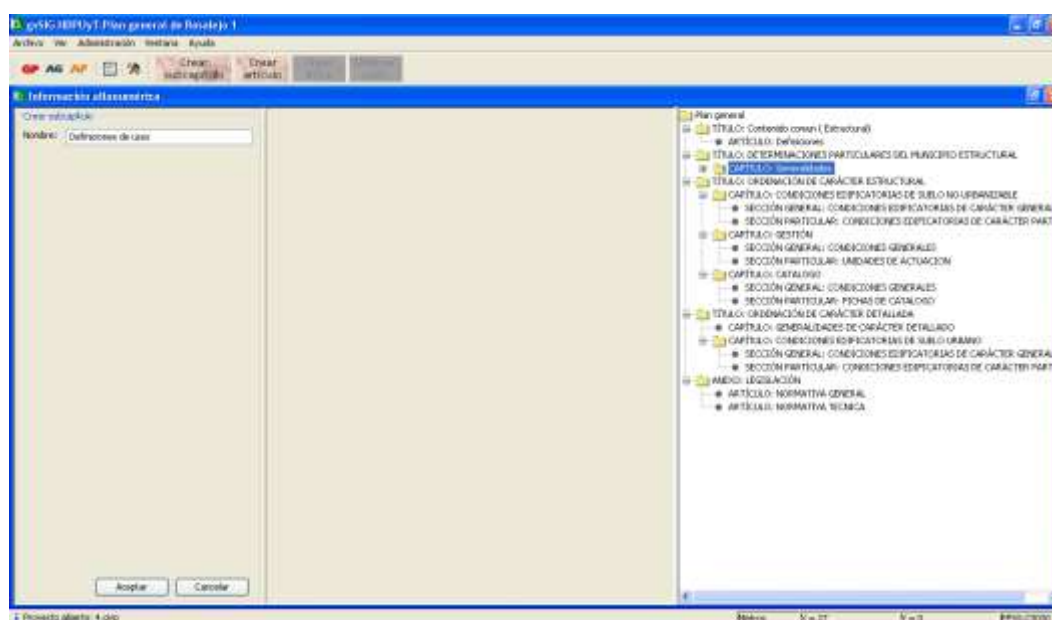 gvSIG HBPUyT:Plan general de Rosalejo 1
Archivo Ver Administración Ventana Ayuda
GP AG AP
Crear subcapítulo
Crear artículo
Información alfanumérica
Crear subcapítulo
Nombre: Definiciones de usos
Aceptar Cancelar
Plan general
TÍTULO: Contenido comun ( Estructural)
ARTÍCULO: Definiciones
TÍTULO: DETERMINACIONES PARTICULARES DEL MUNICIPIO ESTRUCTURAL
CAPÍTULO: Generalidades
TÍTULO: ORDENACIÓN DE CARÁCTER ESTRUCTURAL
CAPÍTULO: CONDICIONES EDIFICATORIAS DE SUELO NO URBANIZABLE
SECCIÓN GENERAL: CONDICIONES EDIFICATORIAS DE CARÁCTER GENERA
SECCIÓN PARTICULAR: CONDICIONES EDIFICATORIAS DE CARÁCTER PART
CAPÍTULO: GESTIÓN
SECCIÓN GENERAL: CONDICIONES GENERALES
SECCIÓN PARTICULAR: UNIDADES DE ACTUACION
CAPÍTULO: CATALOGO
SECCIÓN GENERAL: CONDICIONES GENERALES
SECCIÓN PARTICULAR: FICHAS DE CATALOGO
TÍTULO: ORDENACIÓN DE CARÁCTER DETALLADA
CAPÍTULO: GENERALIDADES DE CARÁCTER DETALLADO
CAPÍTULO: CONDICIONES EDIFICATORIAS DE SUELO URBANO
SECCIÓN GENERAL: CONDICIONES EDIFICATORIAS DE CARÁCTER GENERA
SECCIÓN PARTICULAR: CONDICIONES EDIFICATORIAS DE CARÁCTER PART
ANEXO: LEGISLACIÓN
ARTÍCULO: NORMATIVA GENERAL
ARTÍCULO: NORMATIVA TECNICA
Proyecto abierto: 4.gvp
Metros